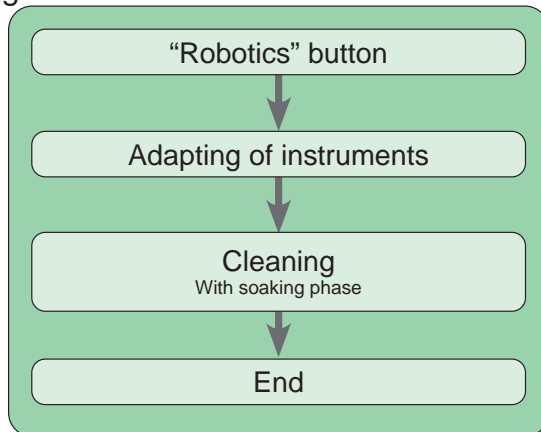 g
“Robotics” button
Adapting of instruments
Cleaning
With soaking phase
End